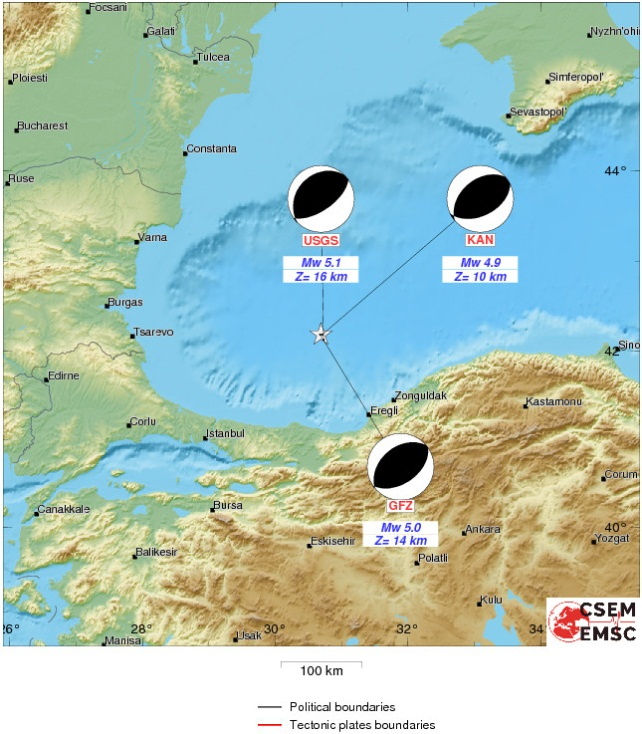 Focsani
Galati
Nyzhn'ohi
Tulcea
Ploiesti
Simferopol'
Sevastopol'
Bucharest
Constanta
Ruse
44°
USGS
KAN
Varna
Mw 5.1
Z= 16 km
Mw 4.9
Z= 10 km
Burgas
Tsarevo
42°
Sino
Edirne
Zonguldak
Kastamonu
Eregli
Corlu
Istanbul
Corum
GFZ
Canakkale
Bursa
Mw 5.0
Z= 14 km
40°
Ankara
Yozgat
Eskisehir
Balikesir
Polatli
Kulu
CSEM
EMSC
26°
28°
30°
32°
34
Manisa
Usak
100 km
Political boundaries
Tectonic plates boundaries